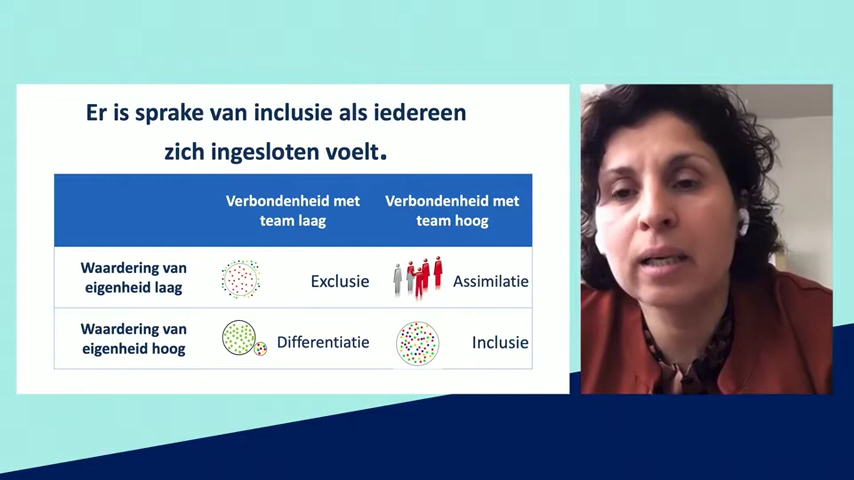 Er is sprake van inclusie als iedereen
zich ingesloten voelt.
Verbondenheid met
team laag
Verbondenheid met
team hoog
Waardering van
eigenheid laag
Exclusie
Assimilatie
Waardering van
eigenheid hoog
Differentiatie
Inclusie